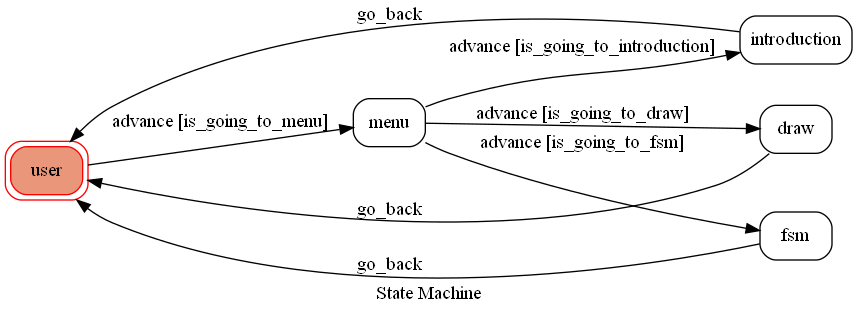 go_back
introduction
advance [is_going_to_introduction]
advance [is_going_to_menu]
menu
advance [is_going_to_draw]
draw
advance [is_going_to_fsm]
user
go_back
fsm
go_back
State Machine